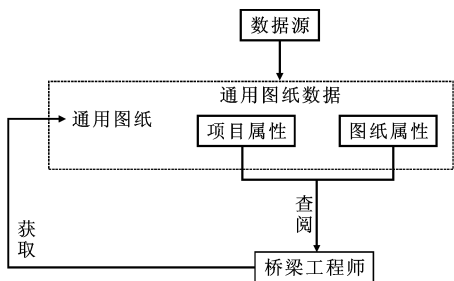 数据源
通用图纸数据
通用图纸
项目属性
图纸属性
查阅
获取
桥梁工程师